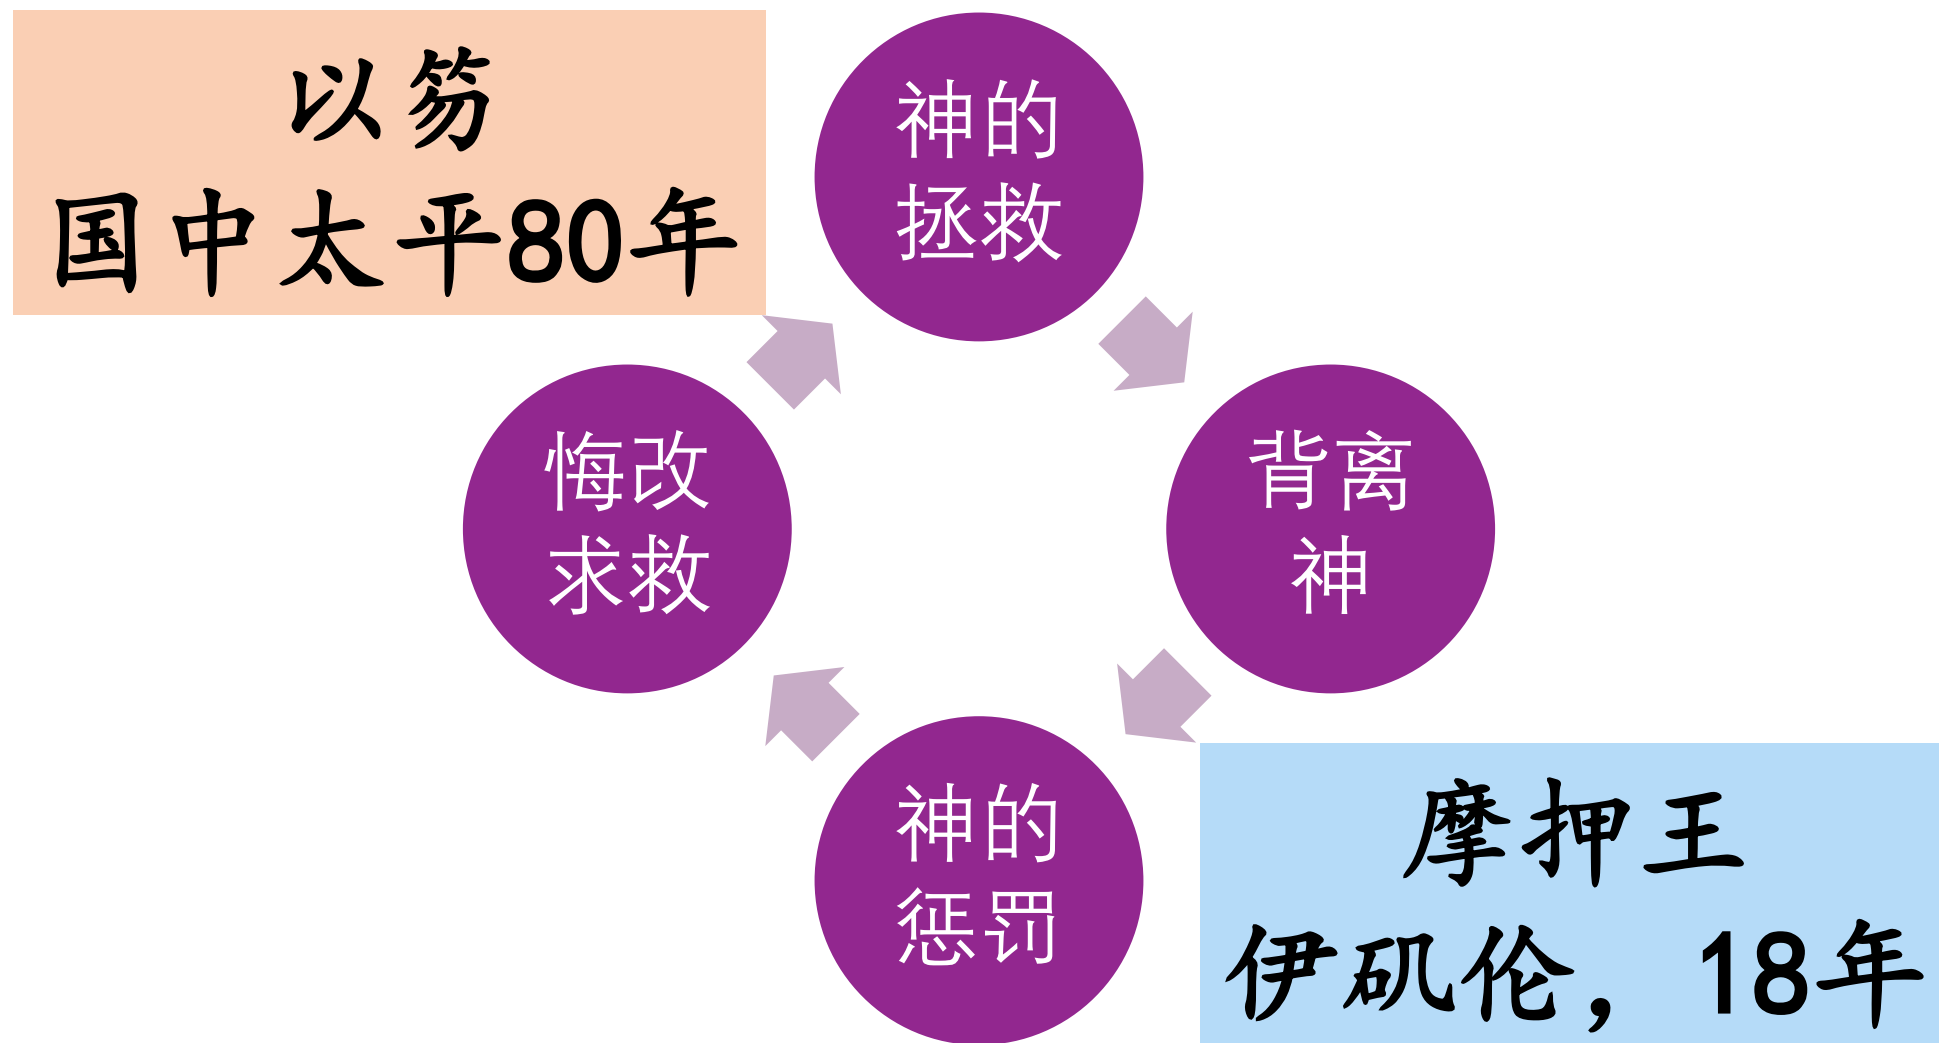 以笏
国中太平80年
神的
拯救
背离
神
神的
惩罚
悔改
求救
摩押王
伊矶伦，18年